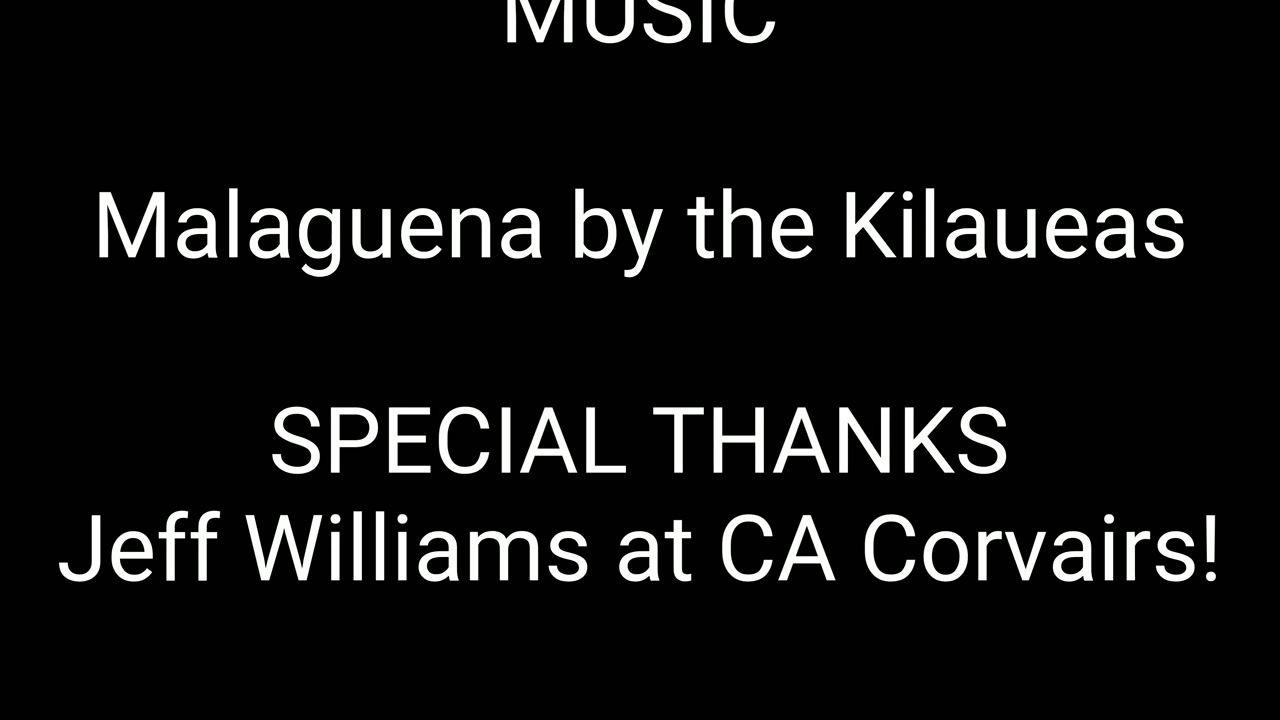 MUSIC
Malaguena by the Kilaueas
SPECIAL THANKS
Jeff Williams at CA Corvairs!